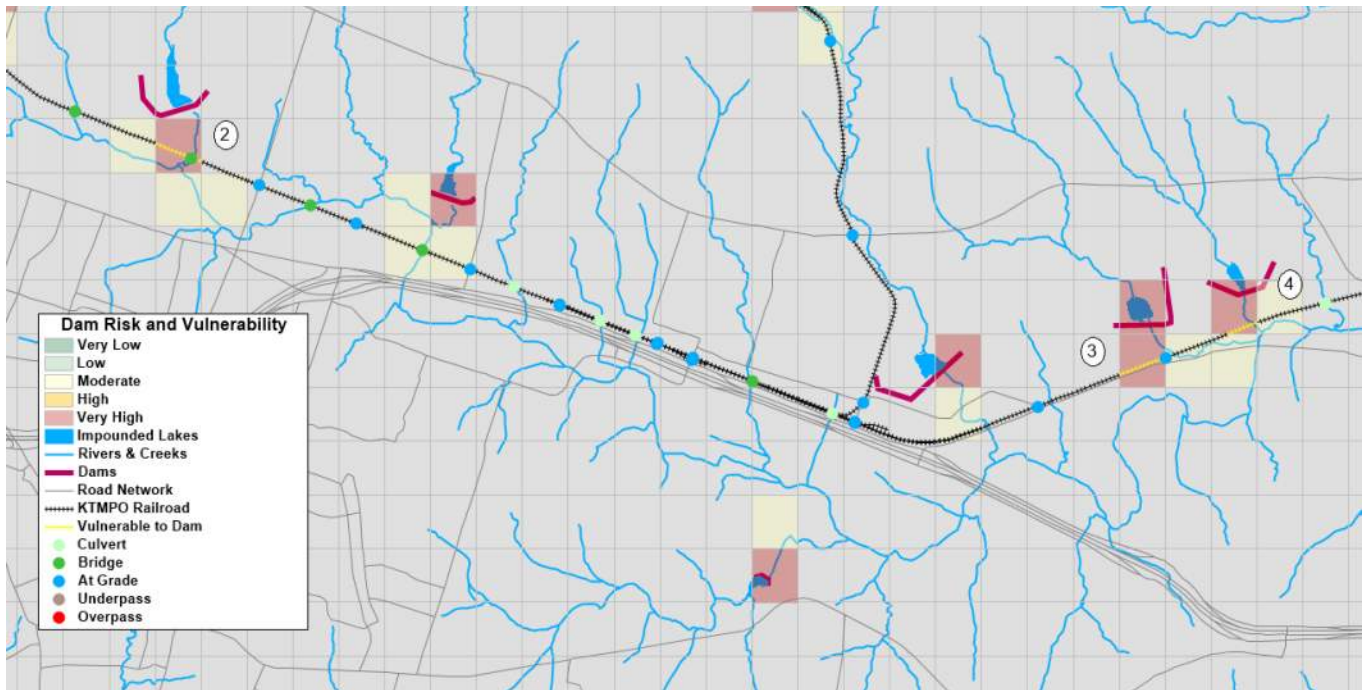 2
4
3
Dam Risk and Vulnerability
Very Low
Low
Moderate
High
Very High
Impounded Lakes
Rivers & Creeks
Dams
Road Network
KTMPO Railroad
Vulnerable to Dam
Culvert
Bridge
At Grade
Underpass
Overpass